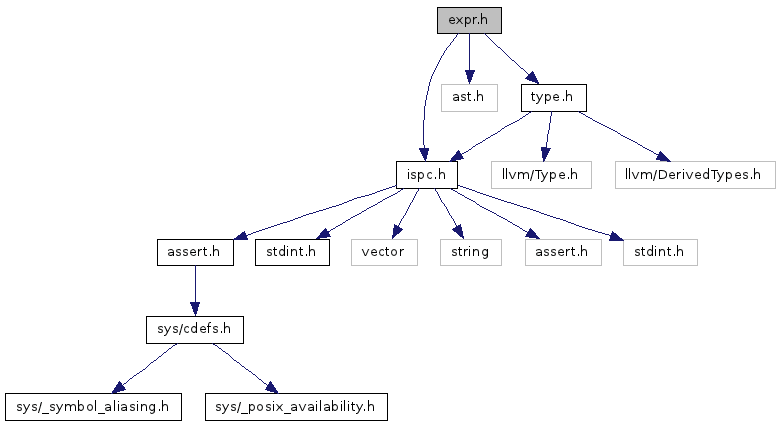 expr.h
ast.h
type.h
ispc.h
llvm/Type.h
llvm/DerivedTypes.h
assert.h
stdint.h
vector
string
assert.h
stdint.h
sys/cdefs.h
sys/_symbol_aliasing.h
sys/_posix_availability.h